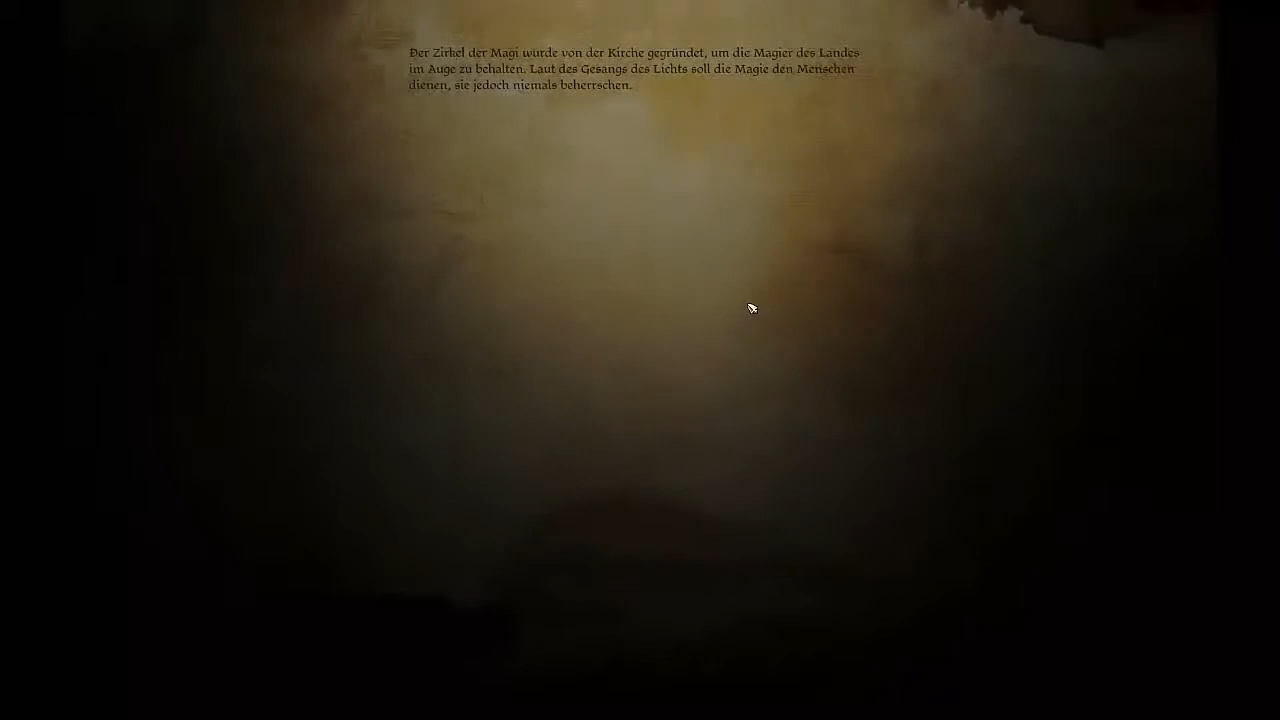 Der Zirkel der Magi wurde von der Kirche gegründet, um die Magier des Landes
im Auge zu behalten. Laut des Gesangs des Lichts soll die Magie den Menschen
dienen, sie jedoch niemals beherrschen.